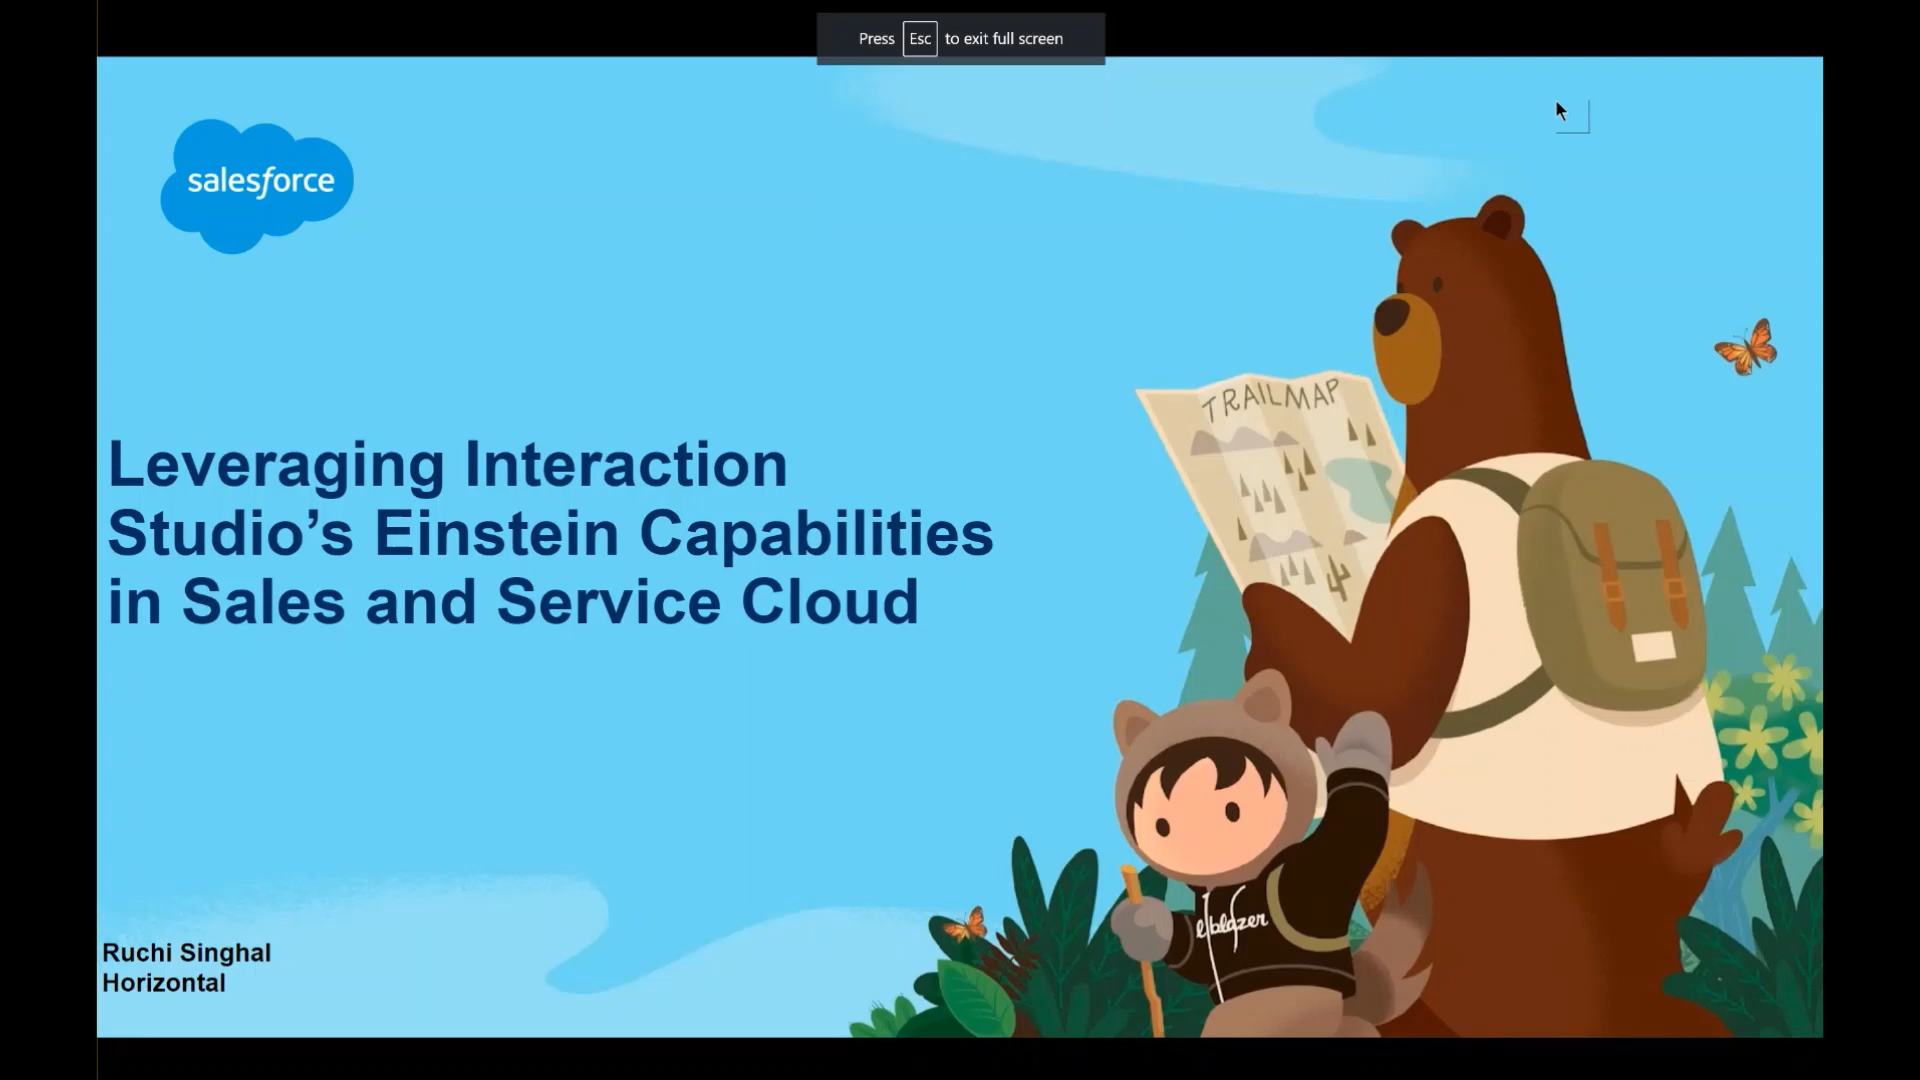 Press Esc to exit full screen
salesforce
TRAILMAP
Leveraging Interaction
Studio’s Einstein Capabilities
in Sales and Service Cloud
elblazer
Ruchi Singhal
Horizontal